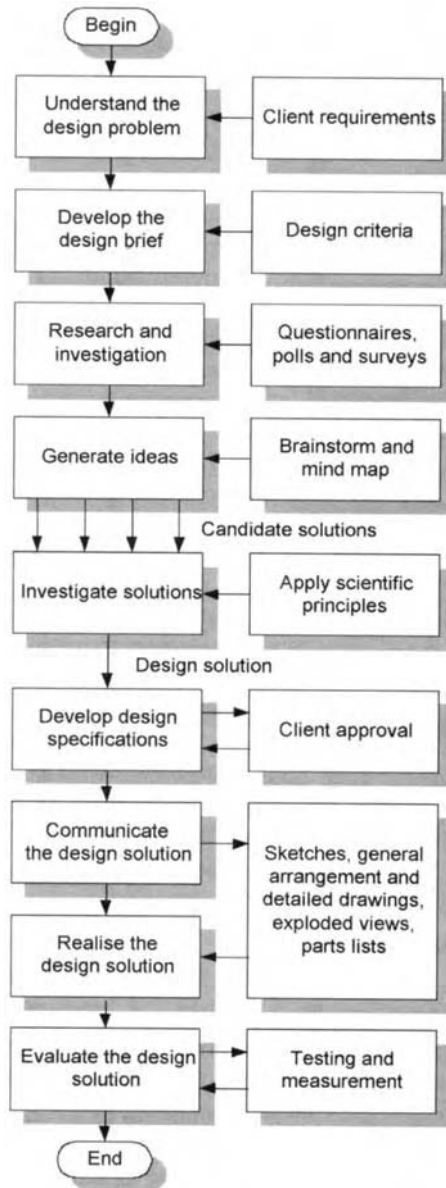 Begin
Understand the
design problem
Client requirements
Develop the
design brief
Design criteria
Research and
investigation
Questionnaires,
polls and surveys
Generate ideas
Brainstorm and
mind map
Candidate solutions
Investigate solutions
Apply scientific
principles
Design solution
Develop design
specifications
Client approval
Communicate
the design solution
Sketches, general
arrangement and
detailed drawings,
exploded views,
parts lists
Realise the
design solution
Evaluate the design
solution
Testing and
measurement
End